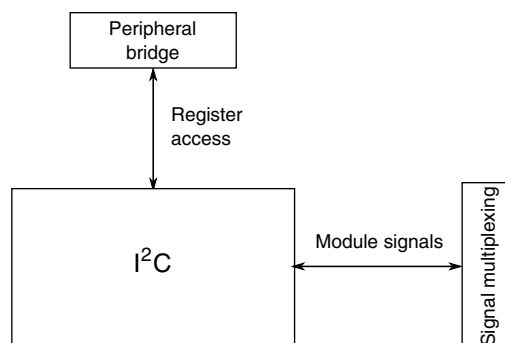 Peripheral
bridge
Register
access
I²C
Module signals
Signal multiplexing